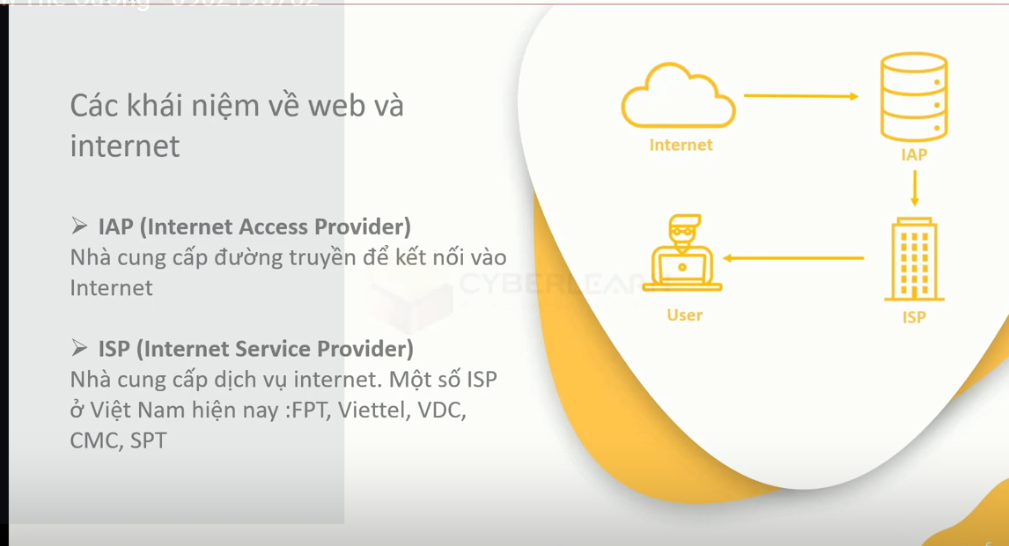 Các khái niệm về web và
internet
➢ IAP (Internet Access Provider)
Nhà cung cấp đường truyền để kết nối vào
Internet
➢ ISP (Internet Service Provider)
Nhà cung cấp dịch vụ internet. Một số ISP
ở Việt Nam hiện nay :FPT, Viettel, VDC,
CMC, SPT
Internet
IAP
User
ISP
CYBERLEARN